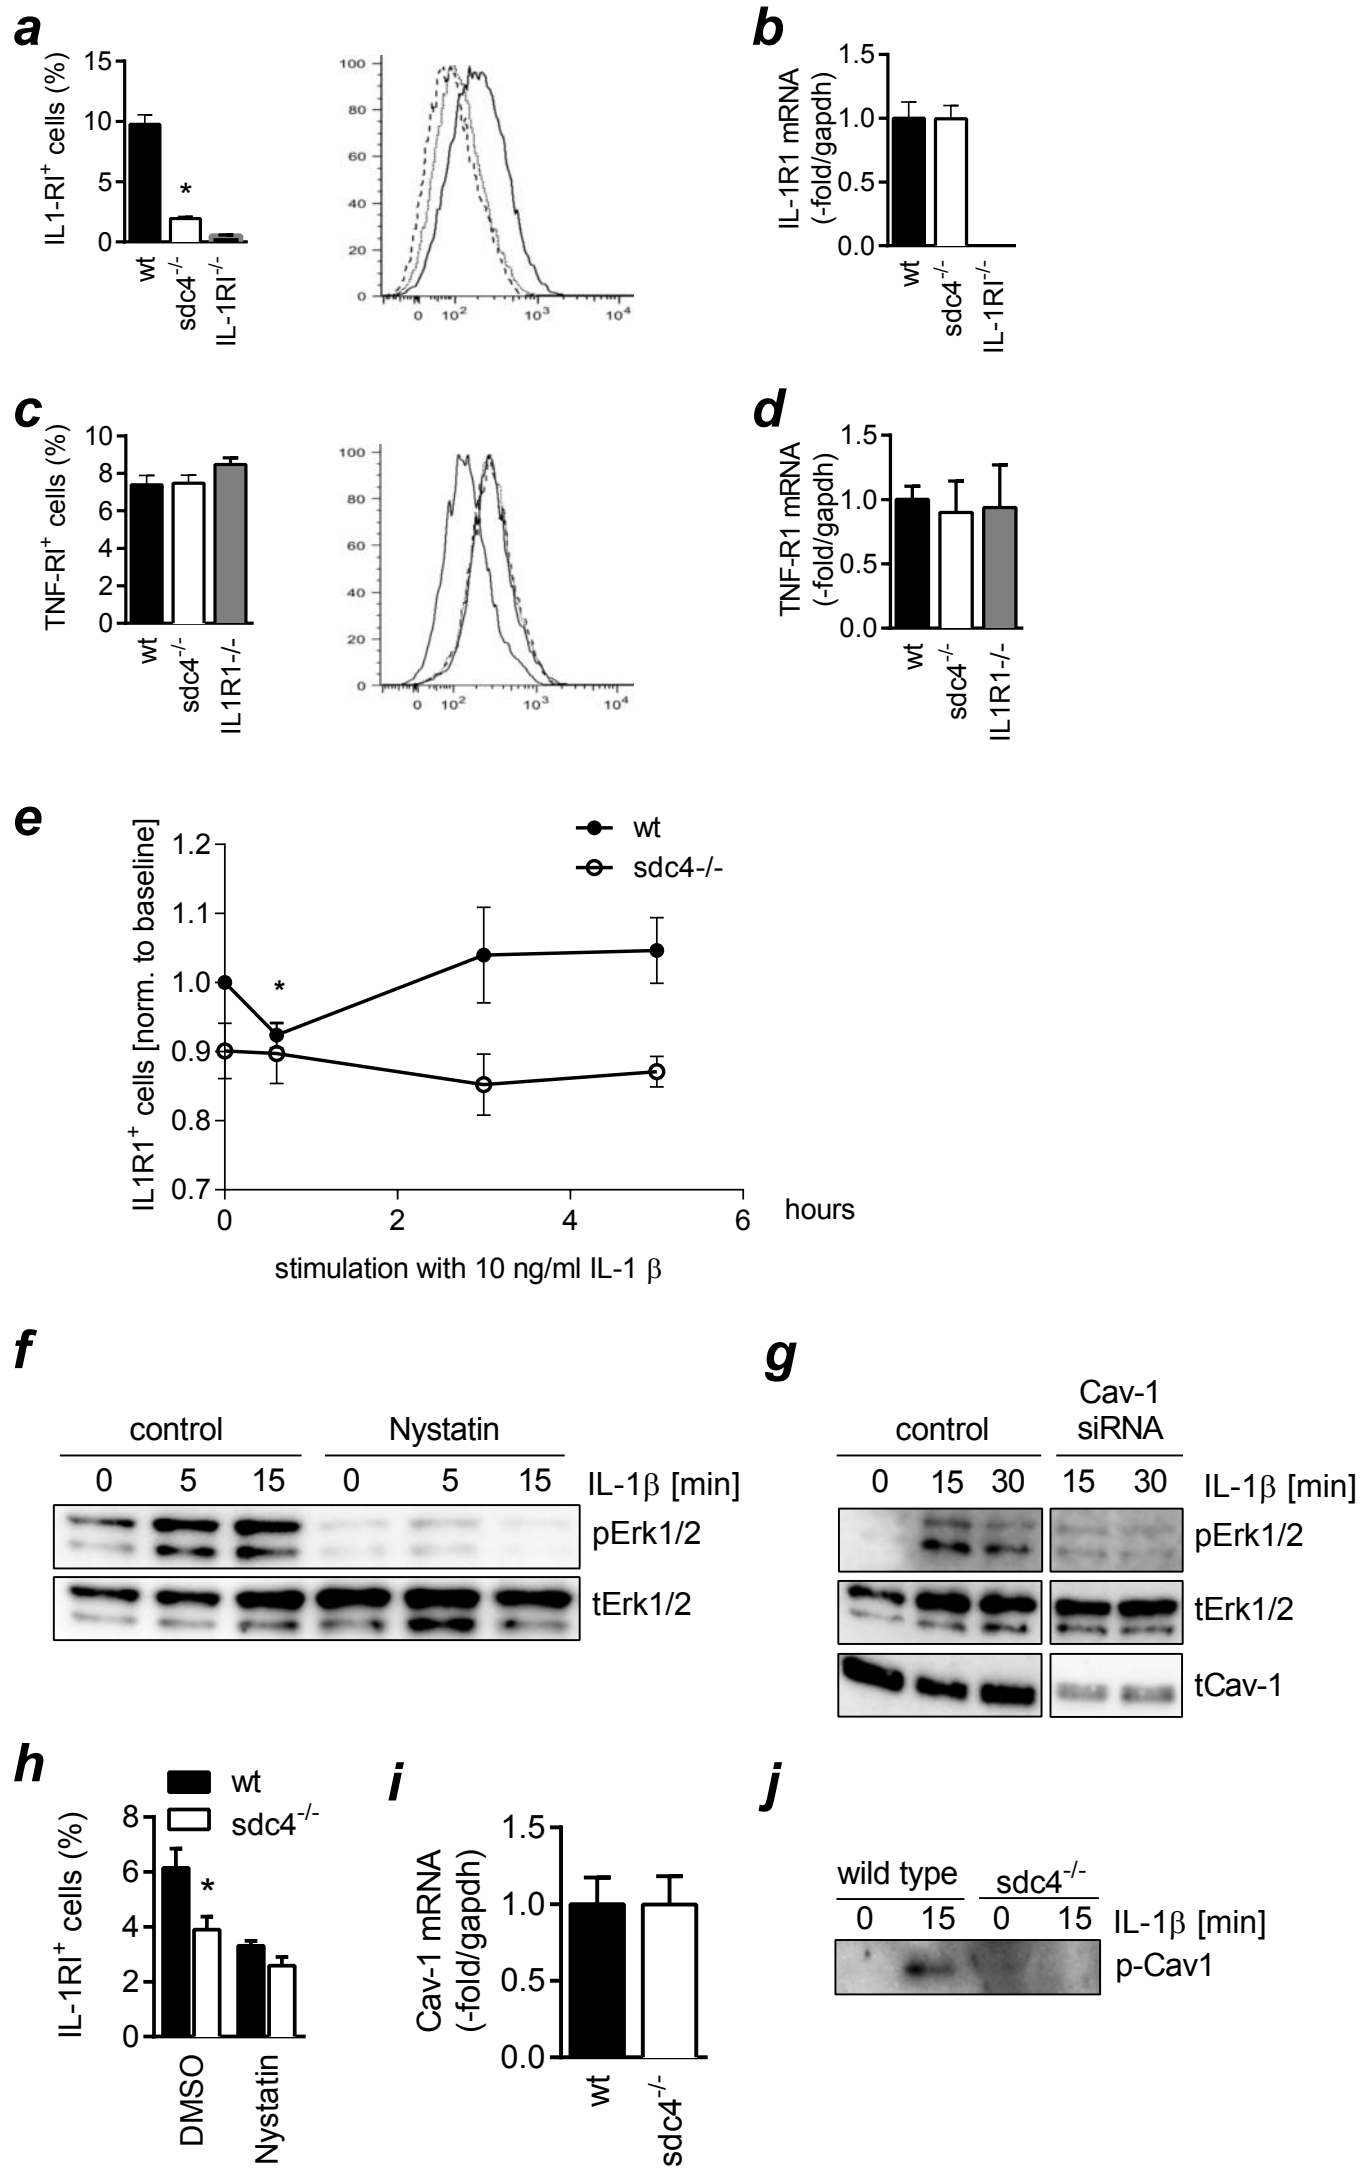 a
IL1-RI+ cells (%)
15
10
5
0
*
wt
sdc4-/-
IL-1RI-/-
100
80
60
40
20
0
0 10² 10³ 10⁴
b
IL-1R1 mRNA
(-fold/gapdh)
1.5
1.0
0.5
0.0
wt
sdc4-/-
IL-1RI-/-
c
TNF-RI+ cells (%)
10
8
6
4
2
0
wt
sdc4-/-
IL1R1-/-
100
80
60
40
20
0
0 10² 10³ 10⁴
d
TNF-R1 mRNA
(-fold/gapdh)
1.5
1.0
0.5
0.0
wt
sdc4-/-
IL1R1-/-
e
IL1R1+ cells [norm. to baseline]
1.2
1.1
1.0
0.9
0.8
0.7
wt
sdc4-/-
*
0 2 4 6 hours
stimulation with 10 ng/ml IL-1 β
f
control Nystatin
0 5 15 0 5 15 IL-1β [min]
pErk1/2
tErk1/2
g
Cav-1
control siRNA
0 15 30 15 30 IL-1β [min]
pErk1/2
tErk1/2
tCav-1
h
wt
sdc4-/-
IL-1RI+ cells (%)
8
6
4
2
0
*
DMSO
Nystatin
i
Cav-1 mRNA
(-fold/gapdh)
1.5
1.0
0.5
0.0
wt
sdc4-/-
j
wild type sdc4-/-
0 15 0 15 IL-1β [min]
p-Cav1